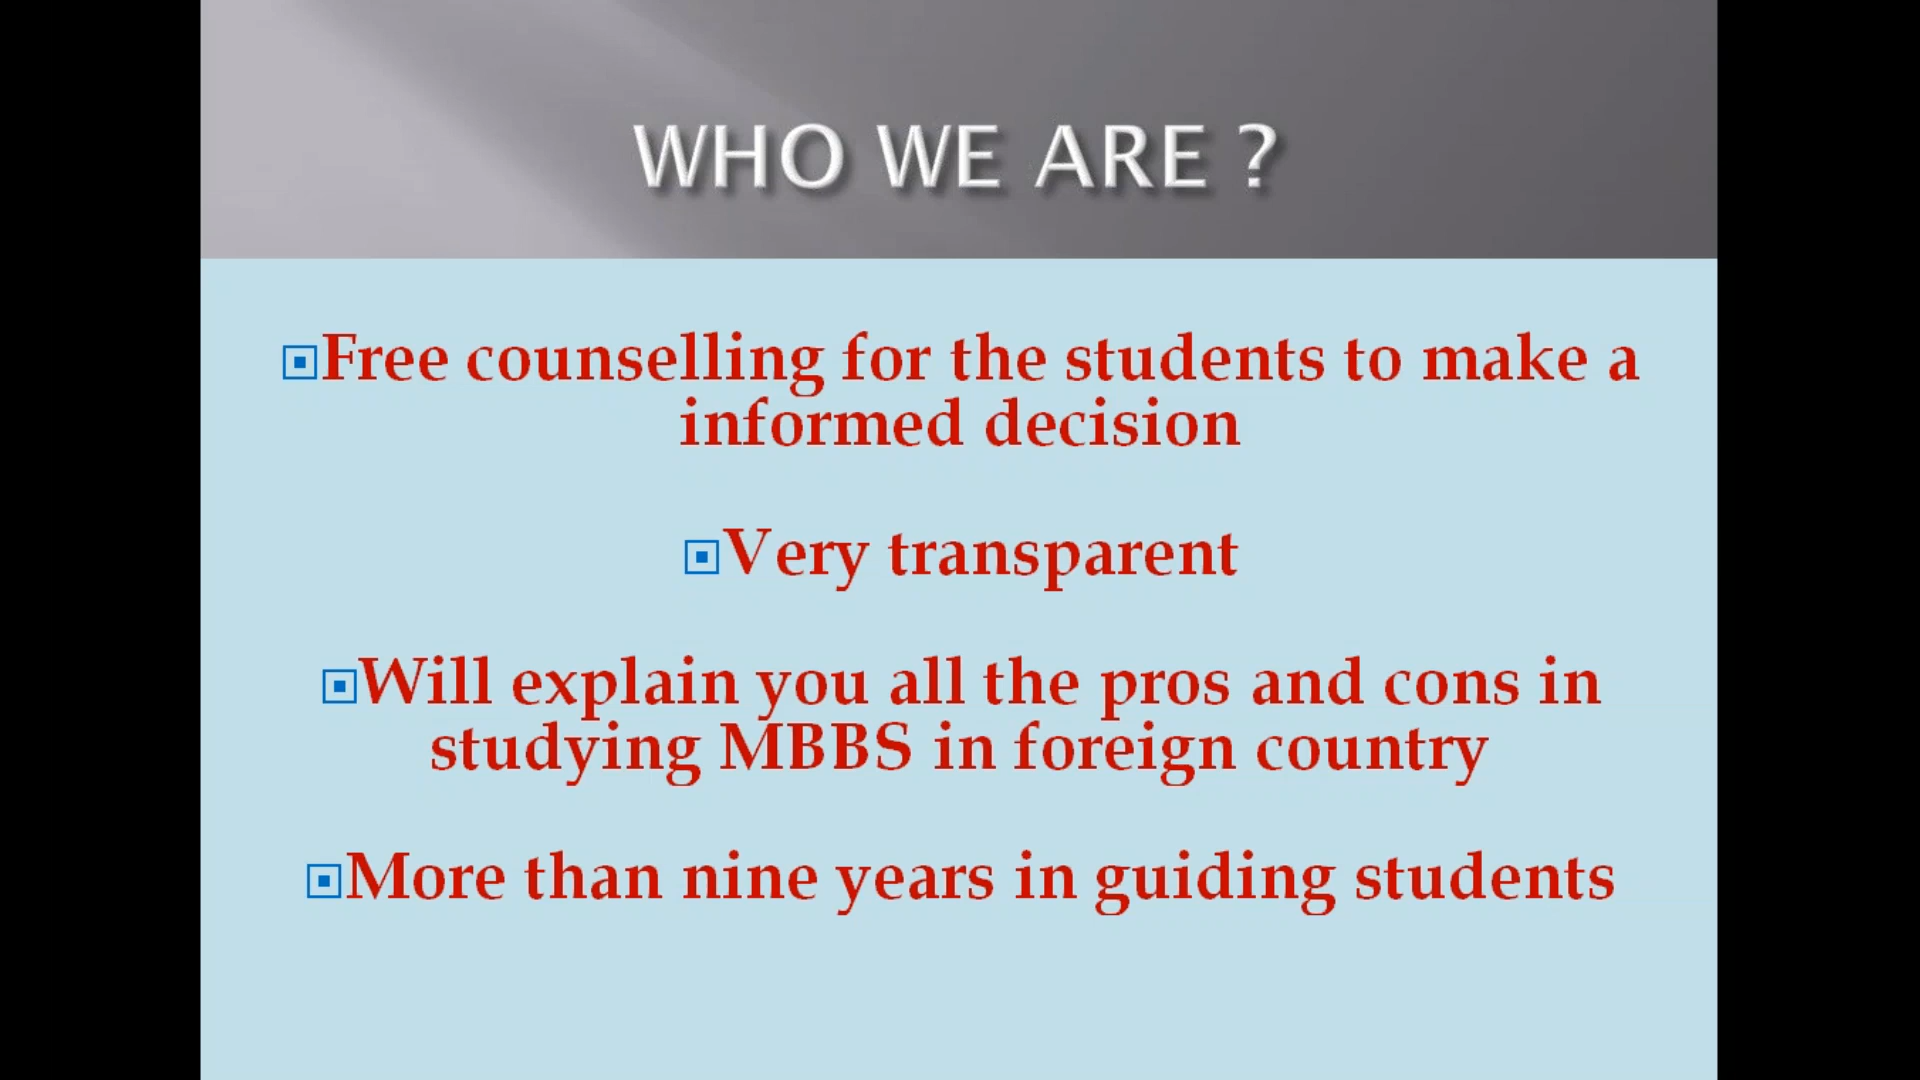 WHO WE ARE ?
Free counselling for the students to make a
informed decision
Very transparent
Will explain you all the pros and cons in
studying MBBS in foreign country
More than nine years in guiding students